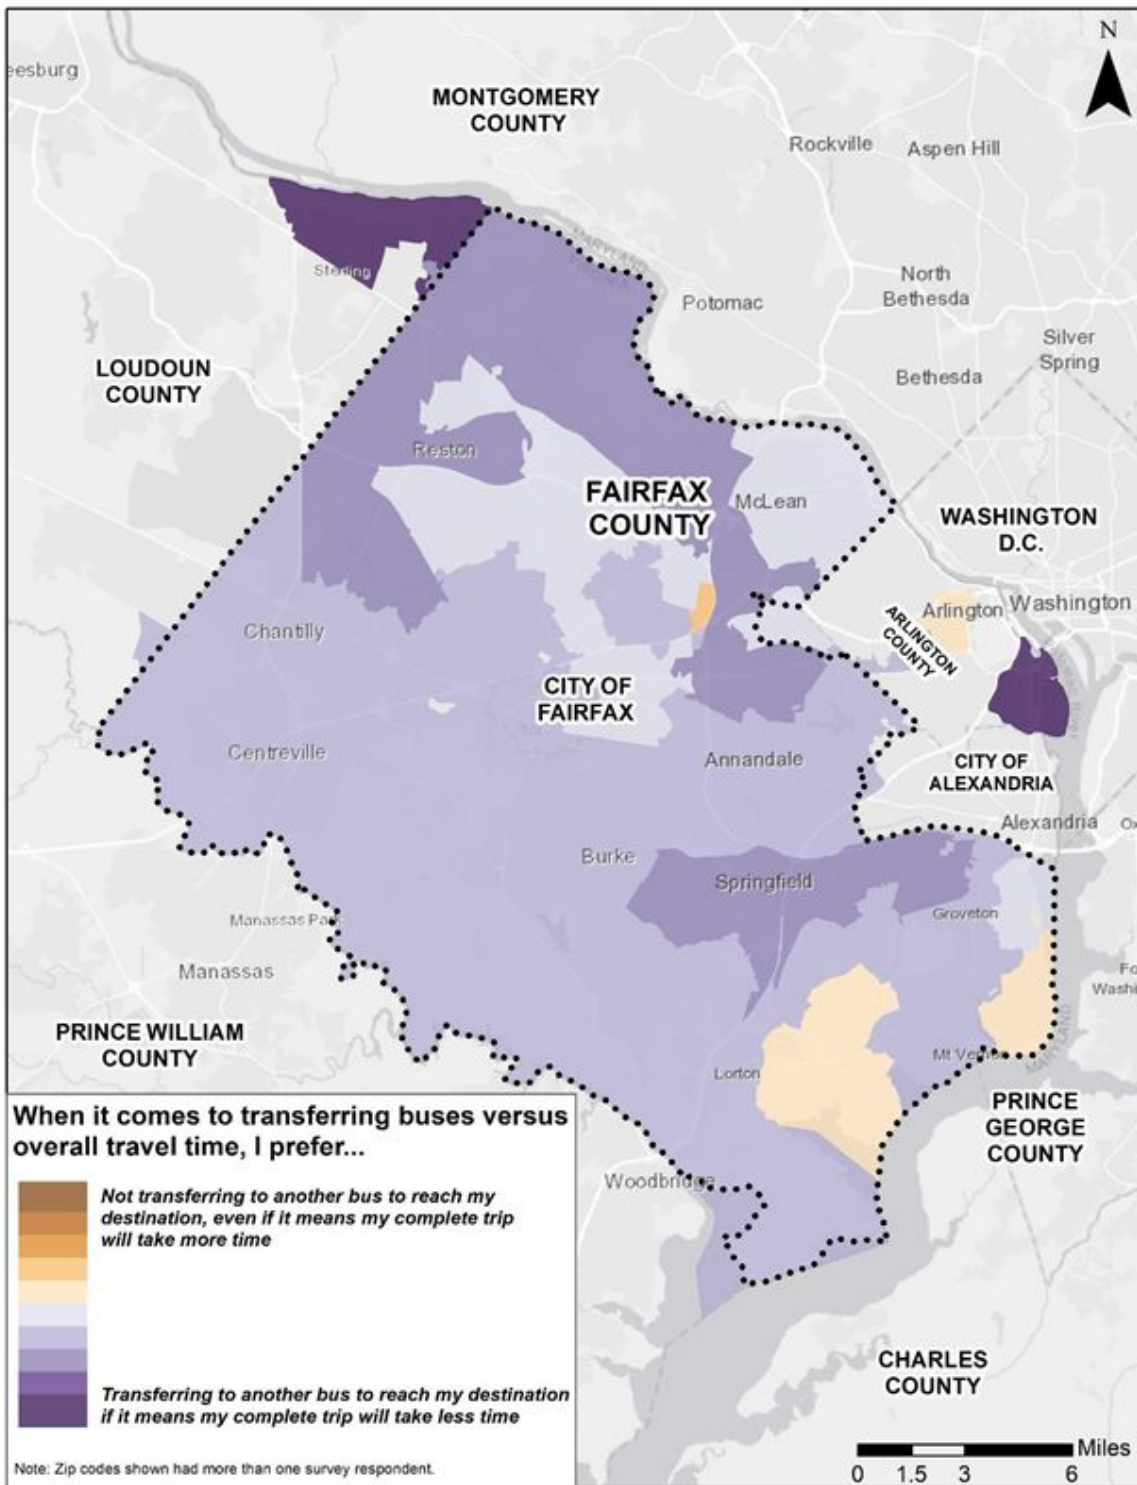 N
eesburg
MONTGOMERY
COUNTY
Rockville
Aspen Hill
MARYLAND
Sterling
North
Bethesda
Potomac
Silver
Spring
LOUDOUN
COUNTY
Bethesda
Reston
FAIRFAX
COUNTY
McLean
WASHINGTON
D.C.
Arlington
Washington
ARLINGTON
COUNTY
Chantilly
CITY OF
FAIRFAX
Centreville
Annandale
CITY OF
ALEXANDRIA
Alexandria
Ox
Burke
Springfield
Groveton
Manassas Park
Manassas
Fo
Washi
PRINCE WILLIAM
COUNTY
Mt Vernon
MARYLAND
Lorton
PRINCE
GEORGE
COUNTY
Woodbridge
When it comes to transferring buses versus
overall travel time, I prefer...
Not transferring to another bus to reach my
destination, even if it means my complete trip
will take more time
Transferring to another bus to reach my destination
if it means my complete trip will take less time
Note: Zip codes shown had more than one survey respondent.
CHARLES
COUNTY
Miles
0 1.5 3 6